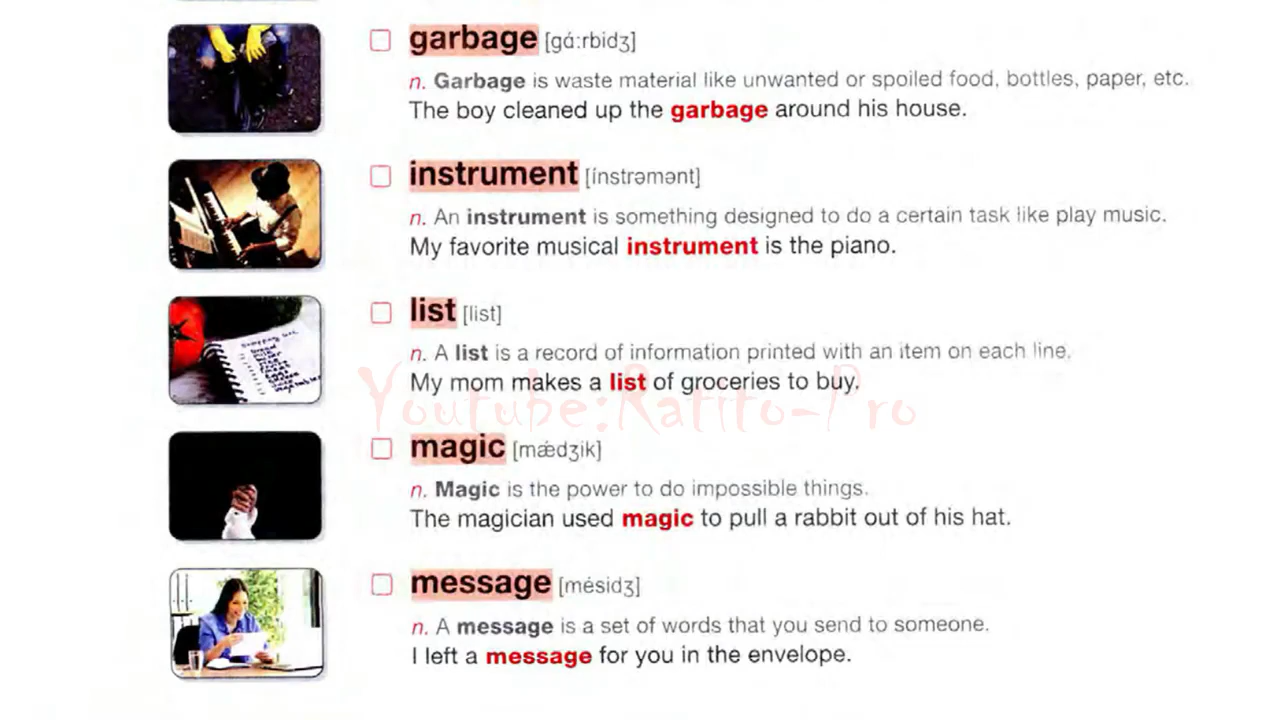 garbage [gɑ́ːrbidʒ]
n. Garbage is waste material like unwanted or spoiled food, bottles, paper, etc.
The boy cleaned up the garbage around his house.
instrument [ínstrəmənt]
n. An instrument is something designed to do a certain task like play music.
My favorite musical instrument is the piano.
list [list]
n. A list is a record of information printed with an item on each line.
My mom makes a list of groceries to buy.
Youtube:Ratito-Pro
magic [mǽdʒik]
n. Magic is the power to do impossible things.
The magician used magic to pull a rabbit out of his hat.
message [mésidʒ]
n. A message is a set of words that you send to someone.
I left a message for you in the envelope.